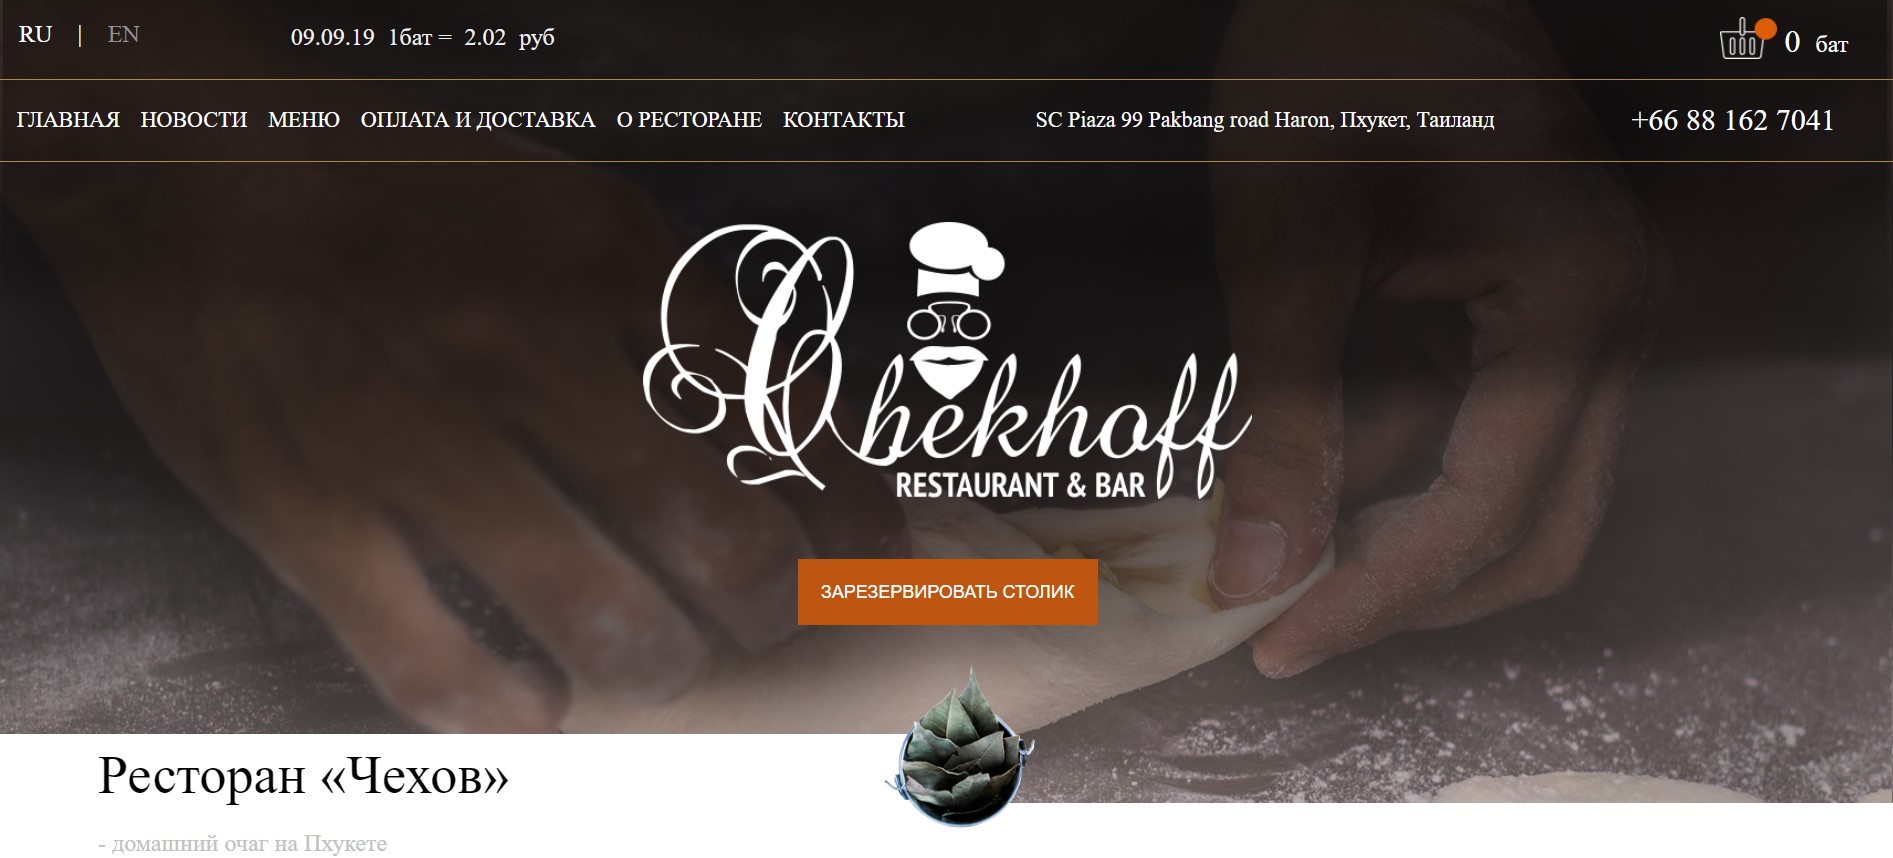 RU | EN
09.09.19 1бат = 2.02 руб
0 бат
ГЛАВНАЯ НОВОСТИ МЕНЮ ОПЛАТА И ДОСТАВКА О РЕСТОРАНЕ КОНТАКТЫ
SC Piaza 99 Pakbang road Haron, Пхукет, Таиланд
+66 88 162 7041
Chekhoff
RESTAURANT & BAR
ЗАРЕЗЕРВИРОВАТЬ СТОЛИК
Ресторан «Чехов»
- домашний очаг на Пхукете